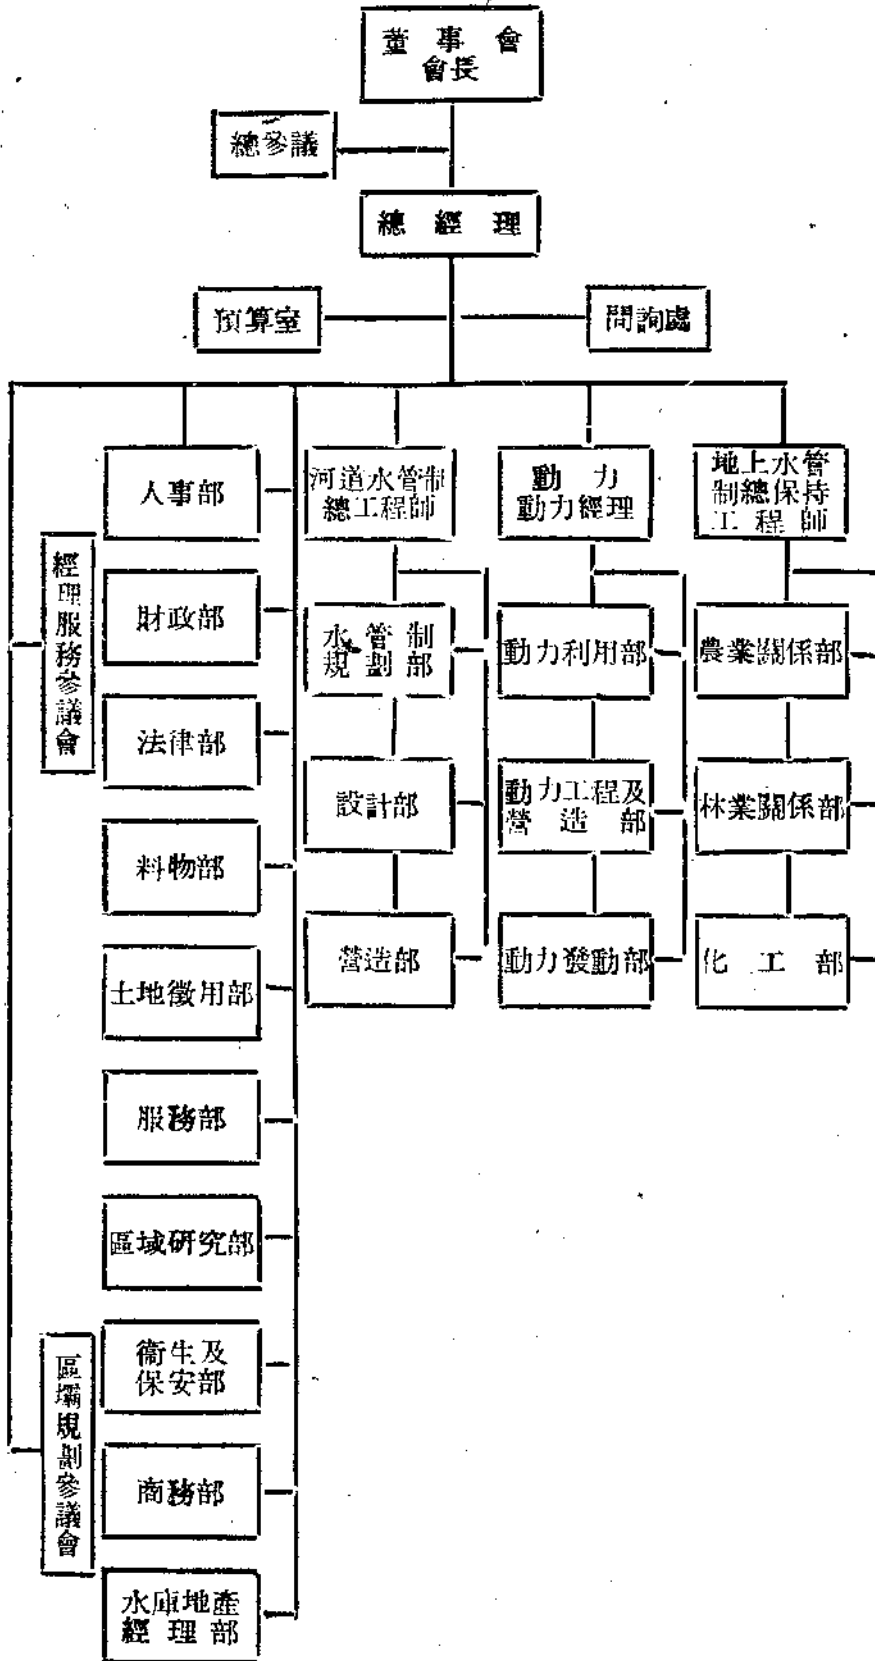 董事會
會長
總參議
總經理
預算室
問詢處
人事部
財政部
法律部
料物部
土地徵用部
服務部
區域研究部
衞生及
保安部
商務部
水庫地產
經理部
經理服務參議會
區壩規劃參議會
河道水管制
總工程師
水管制
規劃部
設計部
營造部
動力
動力經理
動力利用部
動力工程及
營造部
動力發動部
地上水管
制總保持
工程師
農業關係部
林業關係部
化工部